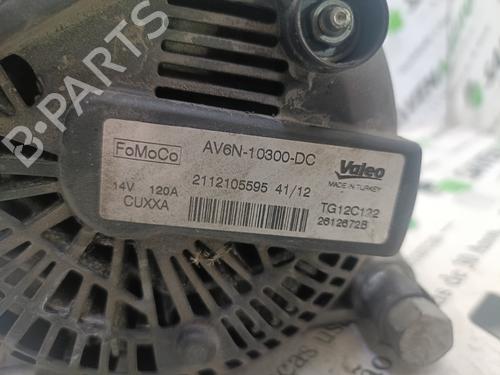 B-PARTS
FoMoCo
AV6N-10300-DC
Valeo
MADE IN TURKEY
14V 120A
2112105595 41/12
TG12C122
CUXXA
2612672B